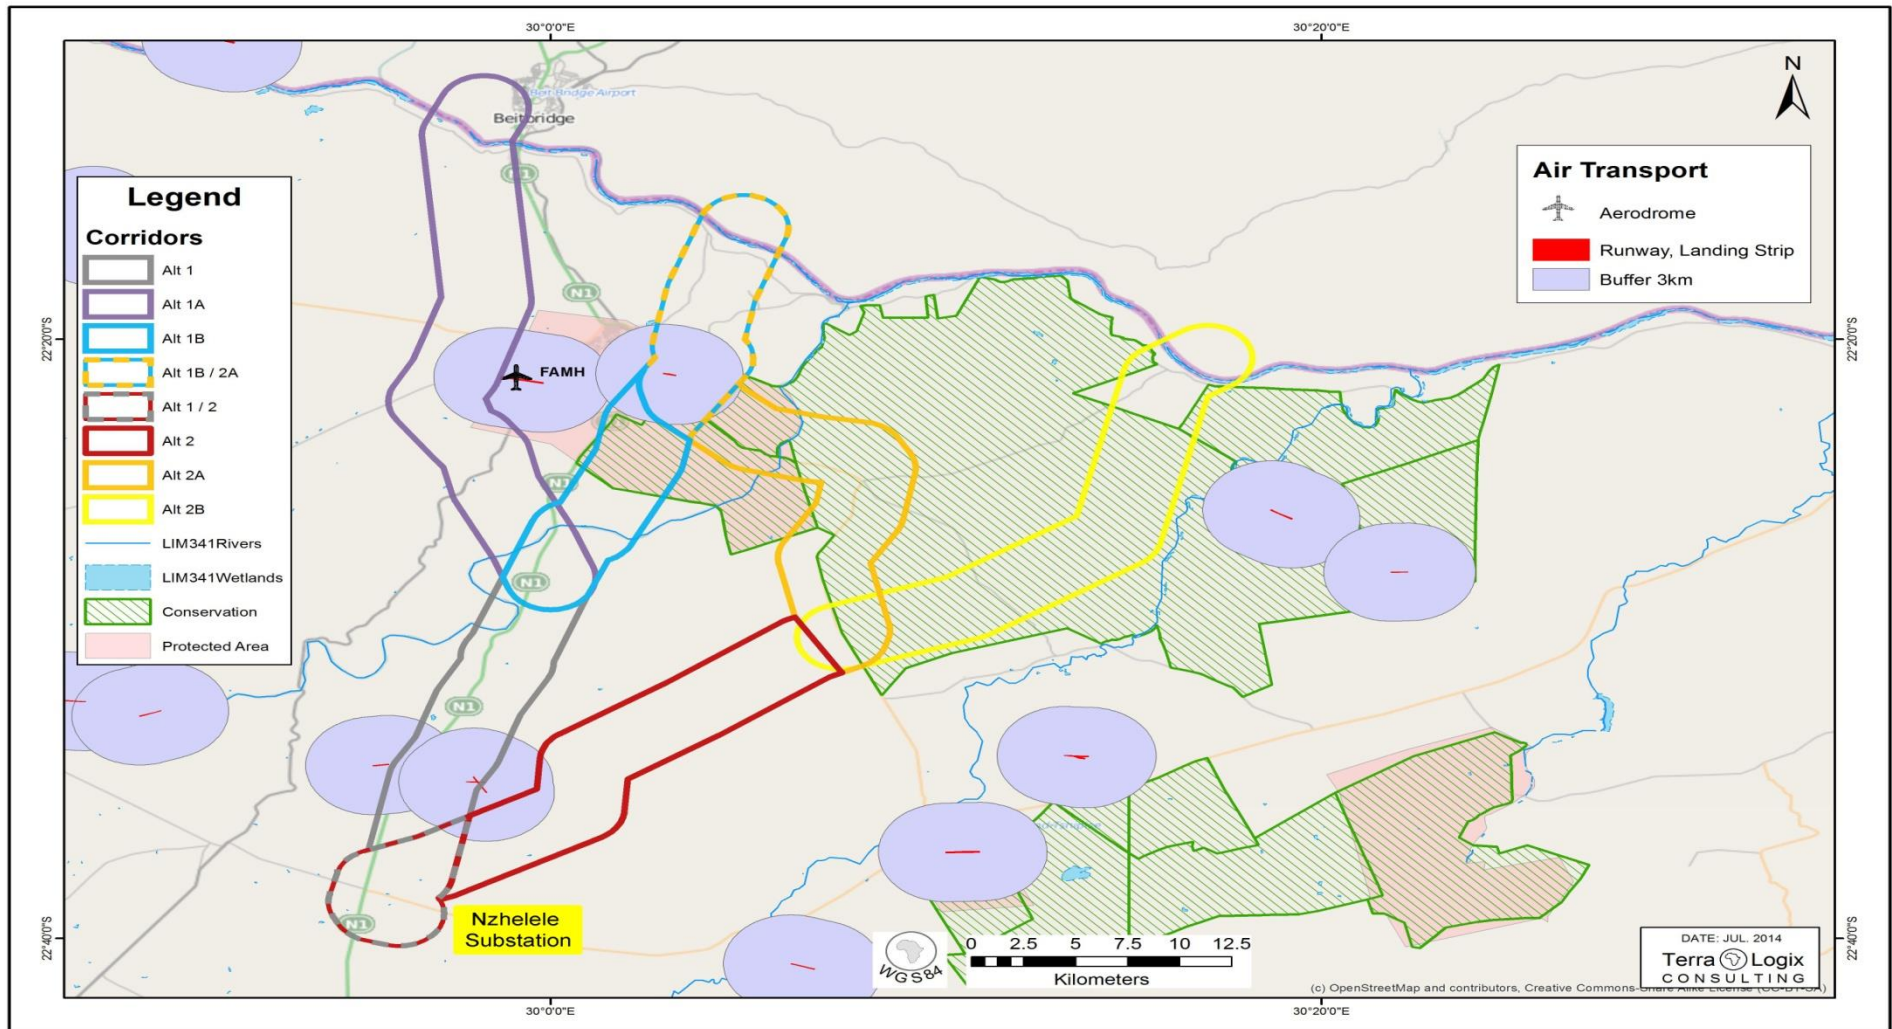 30°0'0"E
30°20'0"E
N
Beit Bridge Airport
Beitbridge
N1
Air Transport
Aerodrome
Runway, Landing Strip
Buffer 3km
Legend
Corridors
Alt 1
Alt 1A
Alt 1B
Alt 1B / 2A
Alt 1 / 2
Alt 2
Alt 2A
Alt 2B
LIM341Rivers
LIM341Wetlands
Conservation
Protected Area
N1
22°20'0"S
22°20'0"S
FAMH
N1
N1
N1
N1
Nzhelele
Substation
22°40'0"S
22°40'0"S
WGS84
0 2.5 5 7.5 10 12.5
Kilometers
DATE: JUL. 2014
Terra Logix
CONSULTING
(c) OpenStreetMap and contributors, Creative Commons-Share Alike License (CC-BY-SA)
30°0'0"E
30°20'0"E